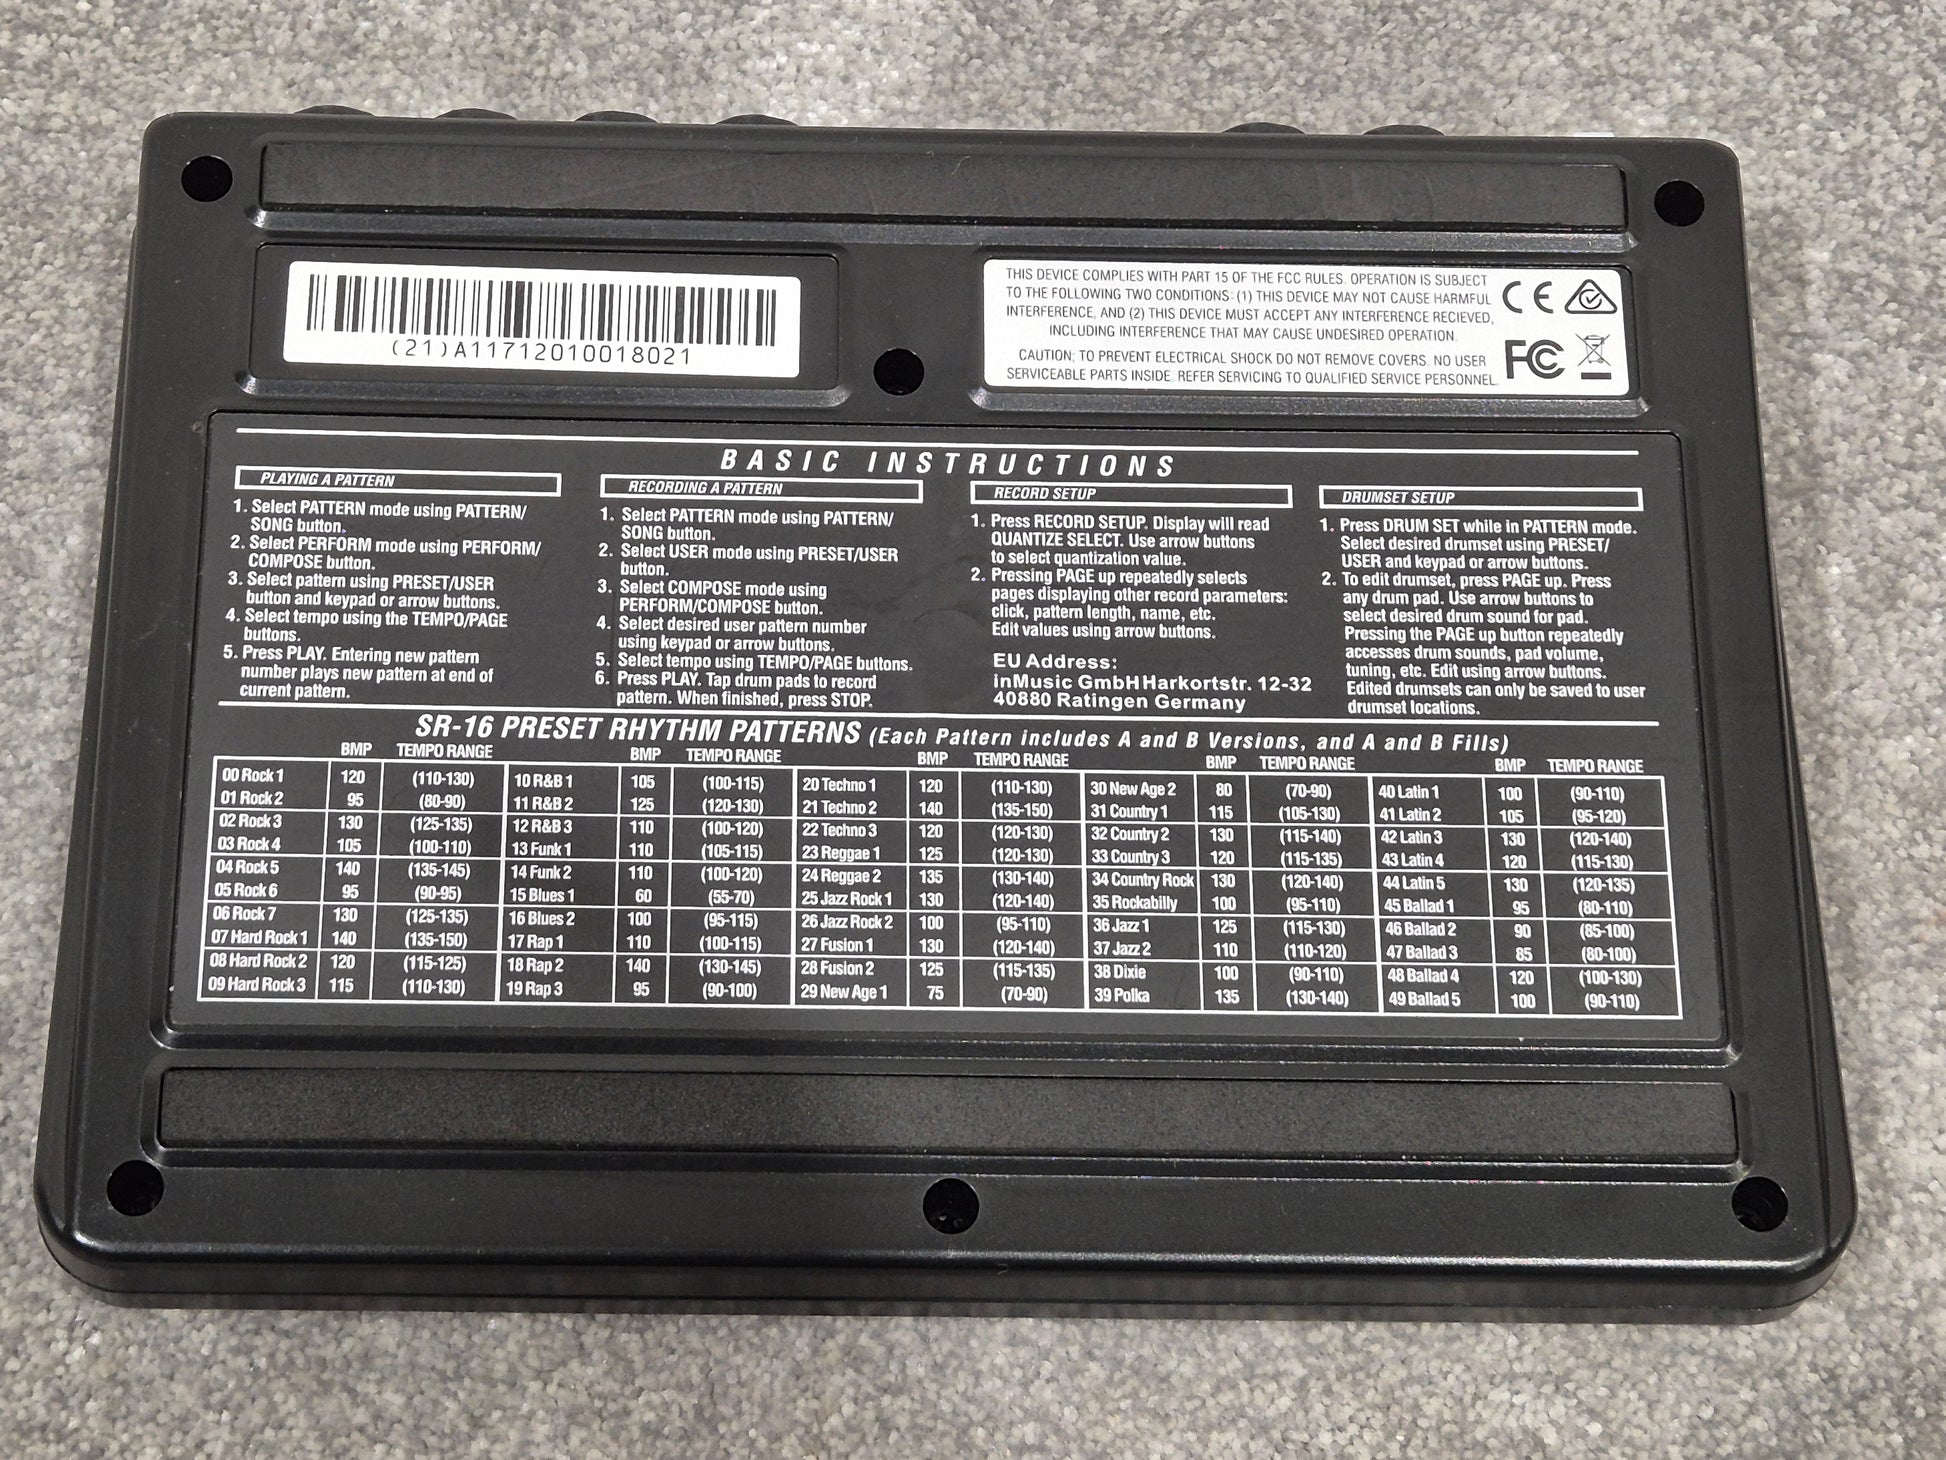 (21)A11712010018021
THIS DEVICE COMPLIES WITH PART 15 OF THE FCC RULES. OPERATION IS SUBJECT
TO THE FOLLOWING TWO CONDITIONS: (1) THIS DEVICE MAY NOT CAUSE HARMFUL
INTERFERENCE, AND (2) THIS DEVICE MUST ACCEPT ANY INTERFERENCE RECIEVED,
INCLUDING INTERFERENCE THAT MAY CAUSE UNDESIRED OPERATION.
CAUTION: TO PREVENT ELECTRICAL SHOCK DO NOT REMOVE COVERS. NO USER
SERVICEABLE PARTS INSIDE. REFER SERVICING TO QUALIFIED SERVICE PERSONNEL.
CE
FC
BASIC INSTRUCTIONS
PLAYING A PATTERN
1. Select PATTERN mode using PATTERN/
SONG button.
2. Select PERFORM mode using PERFORM/
COMPOSE button.
3. Select pattern using PRESET/USER
button and keypad or arrow buttons.
4. Select tempo using the TEMPO/PAGE
buttons.
5. Press PLAY. Entering new pattern
number plays new pattern at end of
current pattern.
RECORDING A PATTERN
1. Select PATTERN mode using PATTERN/
SONG button.
2. Select USER mode using PRESET/USER
button.
3. Select COMPOSE mode using
PERFORM/COMPOSE button.
4. Select desired user pattern number
using keypad or arrow buttons.
5. Select tempo using TEMPO/PAGE buttons.
6. Press PLAY. Tap drum pads to record
pattern. When finished, press STOP.
RECORD SETUP
1. Press RECORD SETUP. Display will read
QUANTIZE SELECT. Use arrow buttons
to select quantization value.
2. Pressing PAGE up repeatedly selects
pages displaying other record parameters:
click, pattern length, name, etc.
Edit values using arrow buttons.
EU Address:
inMusic GmbH Harkortstr. 12-32
40880 Ratingen Germany
DRUMSET SETUP
1. Press DRUM SET while in PATTERN mode.
Select desired drumset using PRESET/
USER and keypad or arrow buttons.
2. To edit drumset, press PAGE up. Press
any drum pad. Use arrow buttons to
select desired drum sound for pad.
Pressing the PAGE up button repeatedly
accesses drum sounds, pad volume,
tuning, etc. Edit using arrow buttons.
Edited drumsets can only be saved to user
drumset locations.
SR-16 PRESET RHYTHM PATTERNS (Each Pattern includes A and B Versions, and A and B Fills)
BMP TEMPO RANGE BMP TEMPO RANGE BMP TEMPO RANGE BMP TEMPO RANGE BMP TEMPO RANGE
00 Rock 1 120 (110-130) 10 R&B 1 105 (100-115) 20 Techno 1 120 (110-130) 30 New Age 2 80 (70-90) 40 Latin 1 100 (90-110)
01 Rock 2 95 (80-90) 11 R&B 2 125 (120-130) 21 Techno 2 140 (135-150) 31 Country 1 115 (105-130) 41 Latin 2 105 (95-120)
02 Rock 3 130 (125-135) 12 R&B 3 110 (100-120) 22 Techno 3 120 (120-130) 32 Country 2 130 (115-140) 42 Latin 3 130 (120-140)
03 Rock 4 105 (100-110) 13 Funk 1 110 (105-115) 23 Reggae 1 125 (120-130) 33 Country 3 120 (115-135) 43 Latin 4 120 (115-130)
04 Rock 5 140 (135-145) 14 Funk 2 110 (100-120) 24 Reggae 2 135 (130-140) 34 Country Rock 130 (120-140) 44 Latin 5 130 (120-135)
05 Rock 6 95 (90-95) 15 Blues 1 60 (55-70) 25 Jazz Rock 1 130 (120-140) 35 Rockabilly 100 (95-110) 45 Ballad 1 95 (80-110)
06 Rock 7 130 (125-135) 16 Blues 2 100 (95-115) 26 Jazz Rock 2 100 (95-110) 36 Jazz 1 125 (115-130) 46 Ballad 2 90 (85-100)
07 Hard Rock 1 140 (135-150) 17 Rap 1 110 (100-115) 27 Fusion 1 130 (120-140) 37 Jazz 2 110 (110-120) 47 Ballad 3 85 (80-100)
08 Hard Rock 2 120 (115-125) 18 Rap 2 140 (130-145) 28 Fusion 2 125 (115-135) 38 Dixie 100 (90-110) 48 Ballad 4 120 (100-130)
09 Hard Rock 3 115 (110-130) 19 Rap 3 95 (90-100) 29 New Age 1 75 (70-90) 39 Polka 135 (130-140) 49 Ballad 5 100 (90-110)